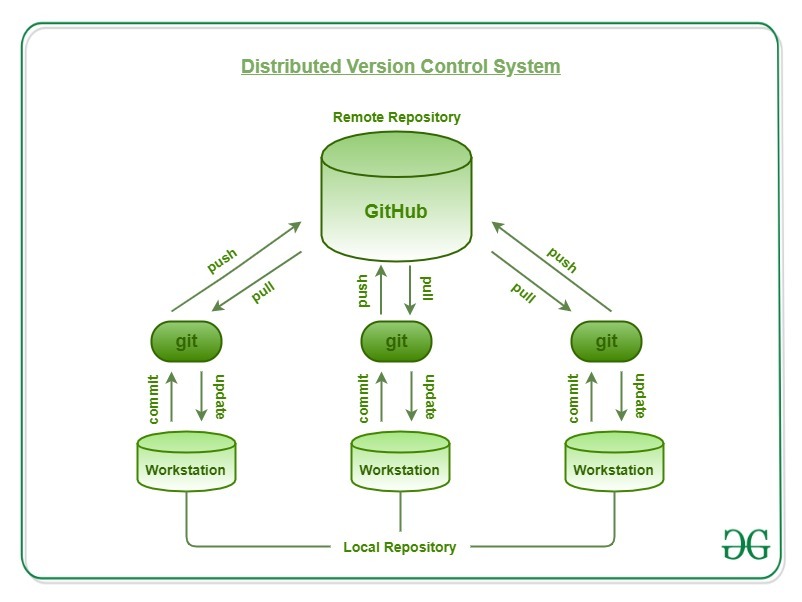 Distributed Version Control System
Remote Repository
GitHub
push
pull
push
pull
push
pull
git
git
git
commit
update
commit
update
commit
update
Workstation
Workstation
Workstation
Local Repository